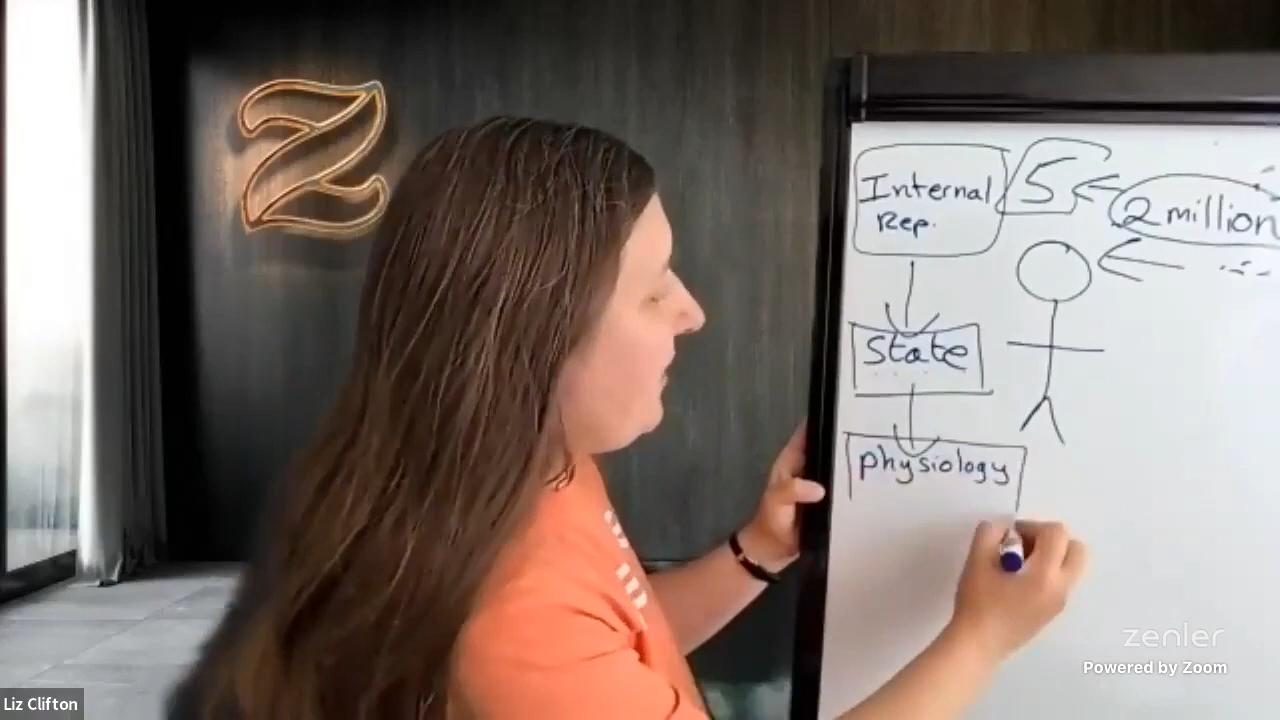 Z
Internal
Rep.
5
2 million
State
physiology
zenler
Powered by Zoom
Liz Clifton